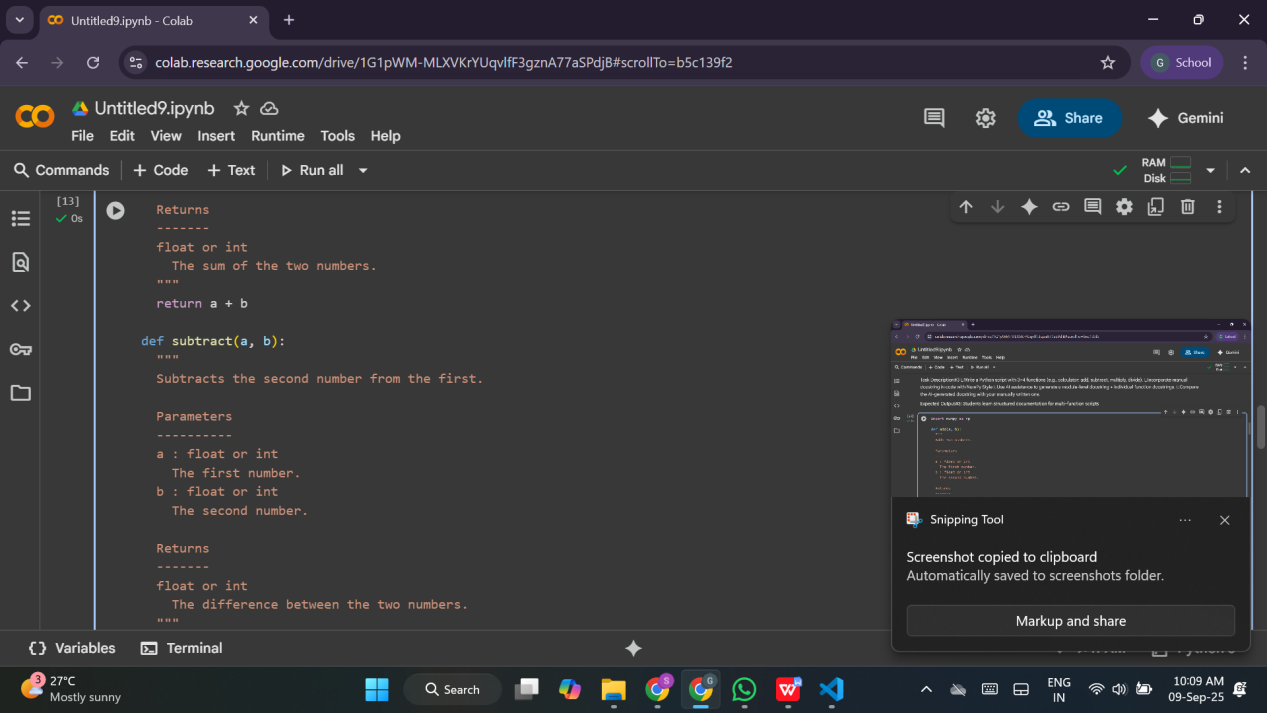 Untitled9.ipynb - Colab
colab.research.google.com/drive/1G1pWM-MLXVKrYUqvlfF3gznA77aSPdjB#scrollTo=b5c139f2
G School
Untitled9.ipynb
File Edit View Insert Runtime Tools Help
Share
Gemini
Commands + Code + Text Run all
RAM
Disk
[13]
0s
Returns
-------
float or int
The sum of the two numbers.
"""
return a + b
def subtract(a, b):
"""
Subtracts the second number from the first.
Parameters
----------
a : float or int
The first number.
b : float or int
The second number.
Returns
-------
float or int
The difference between the two numbers.
"""
Snipping Tool
Screenshot copied to clipboard
Automatically saved to screenshots folder.
Markup and share
{} Variables Terminal
3
27°C
Mostly sunny
Search
S
G
W
ENG
IN
10:09 AM
09-Sep-25